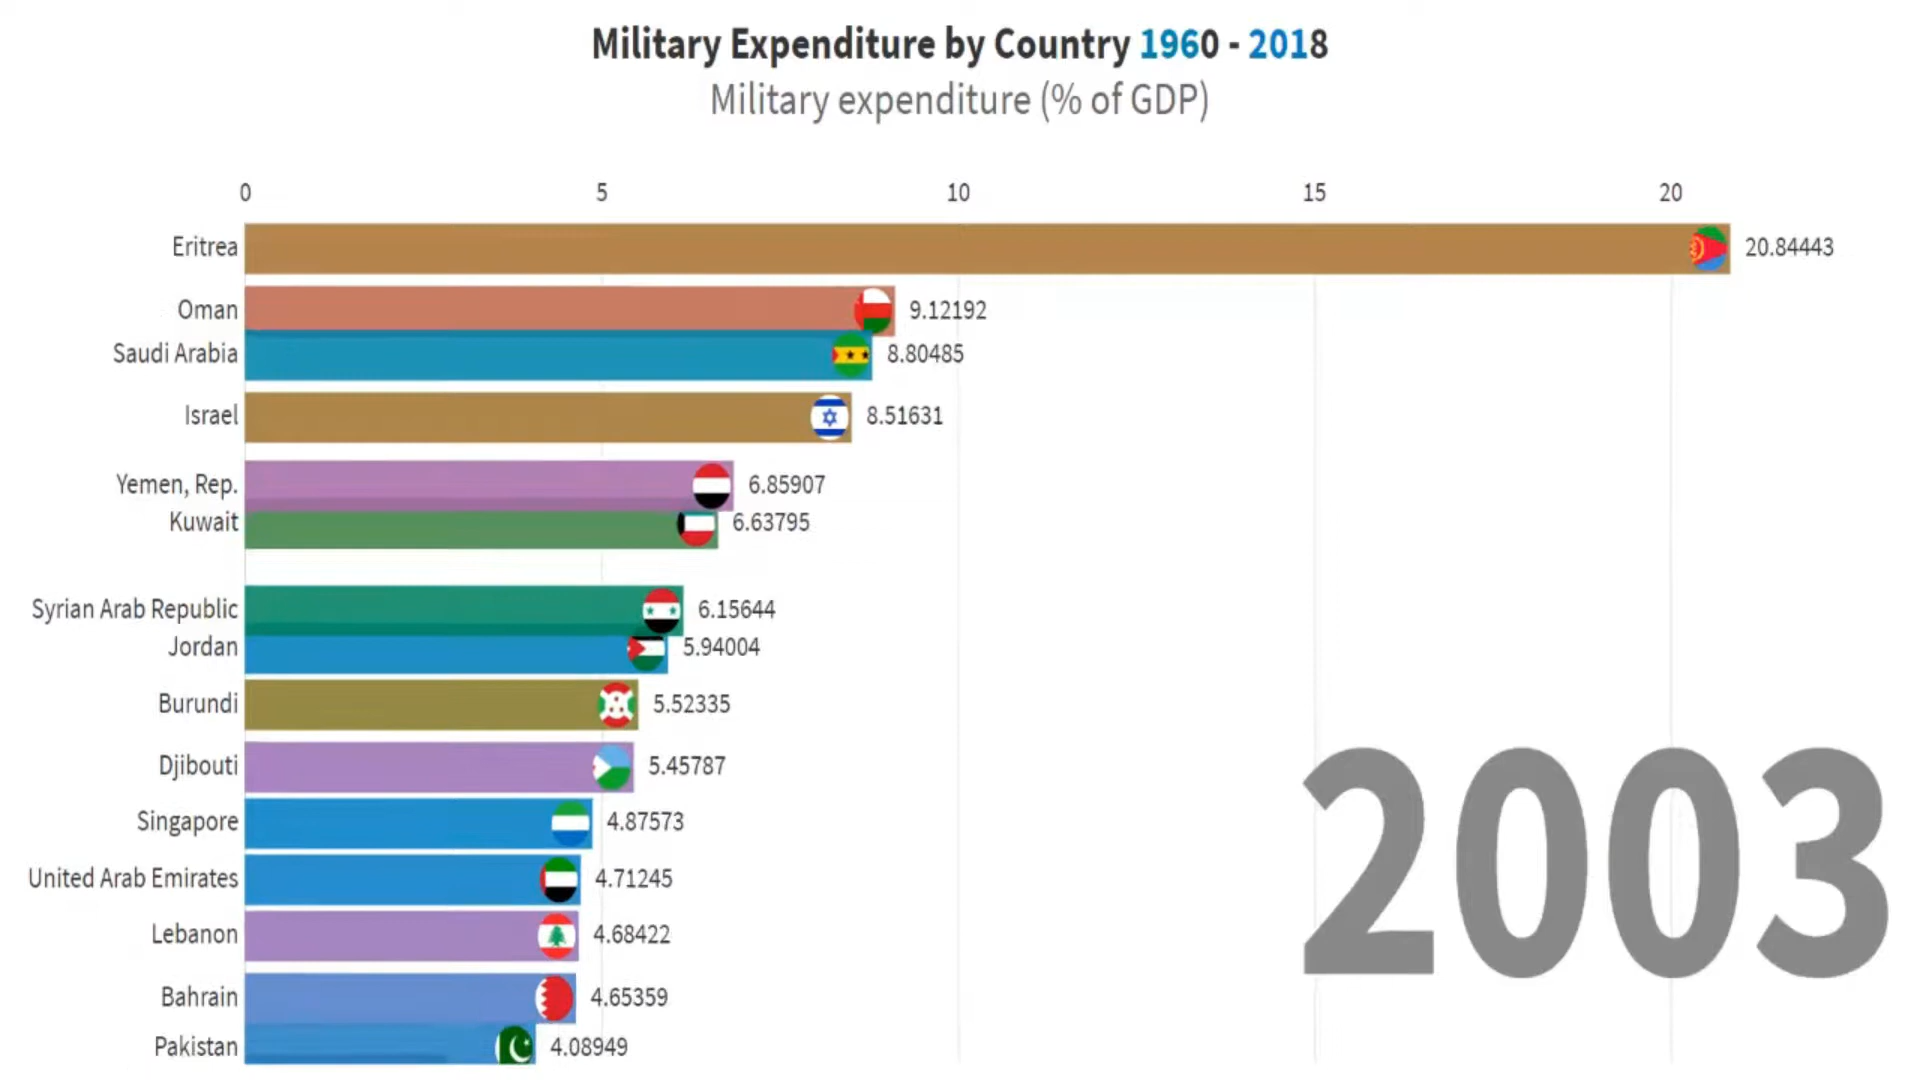 Military Expenditure by Country 1960 - 2018
Military expenditure (% of GDP)
0 5 10 15 20
Eritrea 20.84443
Oman 9.12192
Saudi Arabia 8.80485
Israel 8.51631
Yemen, Rep. 6.85907
Kuwait 6.63795
Syrian Arab Republic 6.15644
Jordan 5.94004
Burundi 5.52335
Djibouti 5.45787
Singapore 4.87573
United Arab Emirates 4.71245
Lebanon 4.68422
Bahrain 4.65359
Pakistan 4.08949
2003